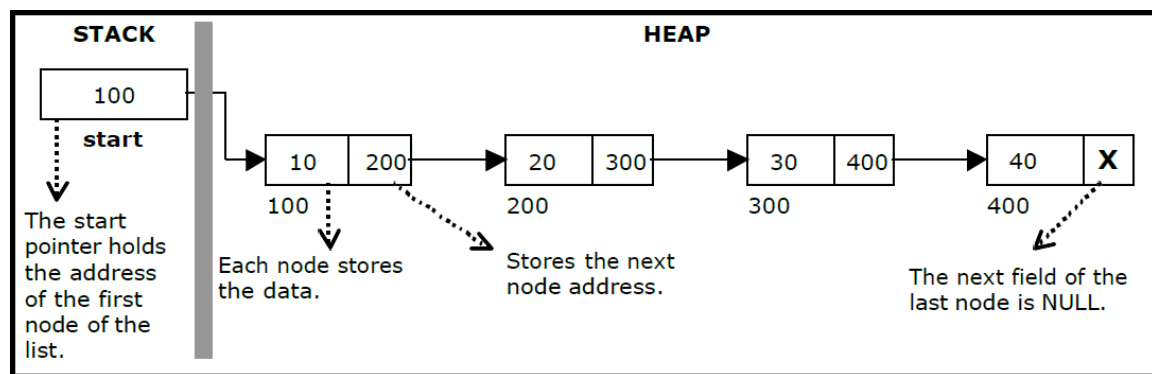 STACK
HEAP
100
start
10
200
20
300
30
400
40
X
100
200
300
400
The start
pointer holds
the address
of the first
node of the
list.
Each node stores
the data.
Stores the next
node address.
The next field of the
last node is NULL.